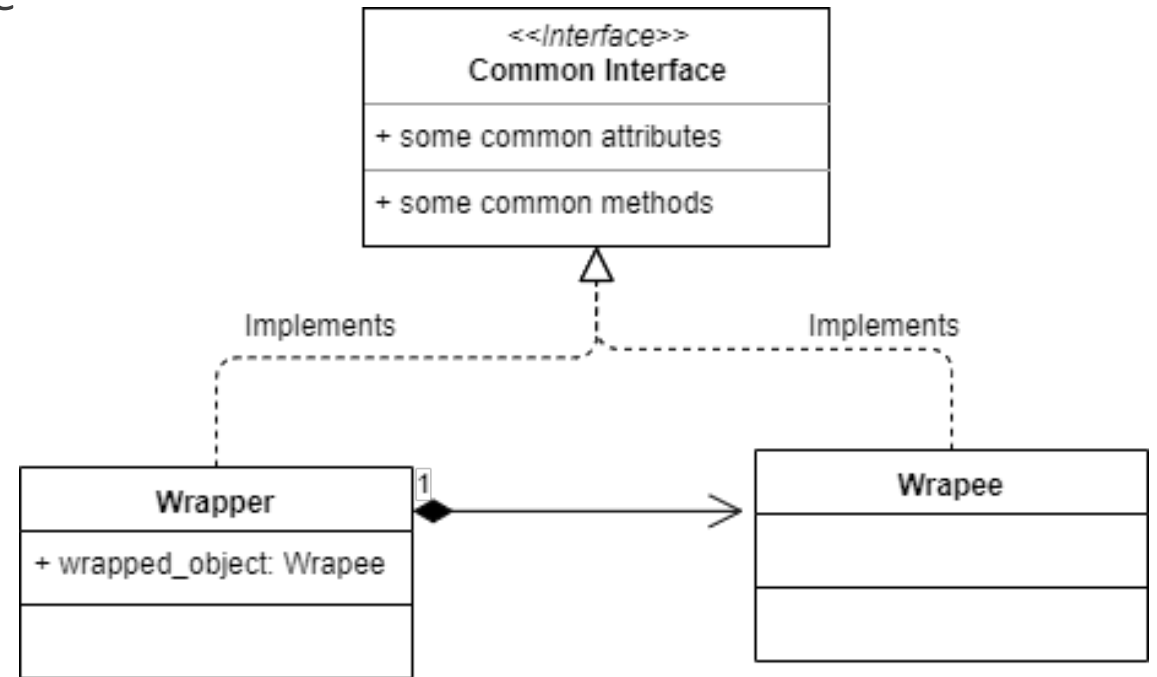 <<Interface>>
Common Interface
+ some common attributes
+ some common methods
Implements
Implements
Wrapper
+ wrapped_object: Wrapee
1
Wrapee